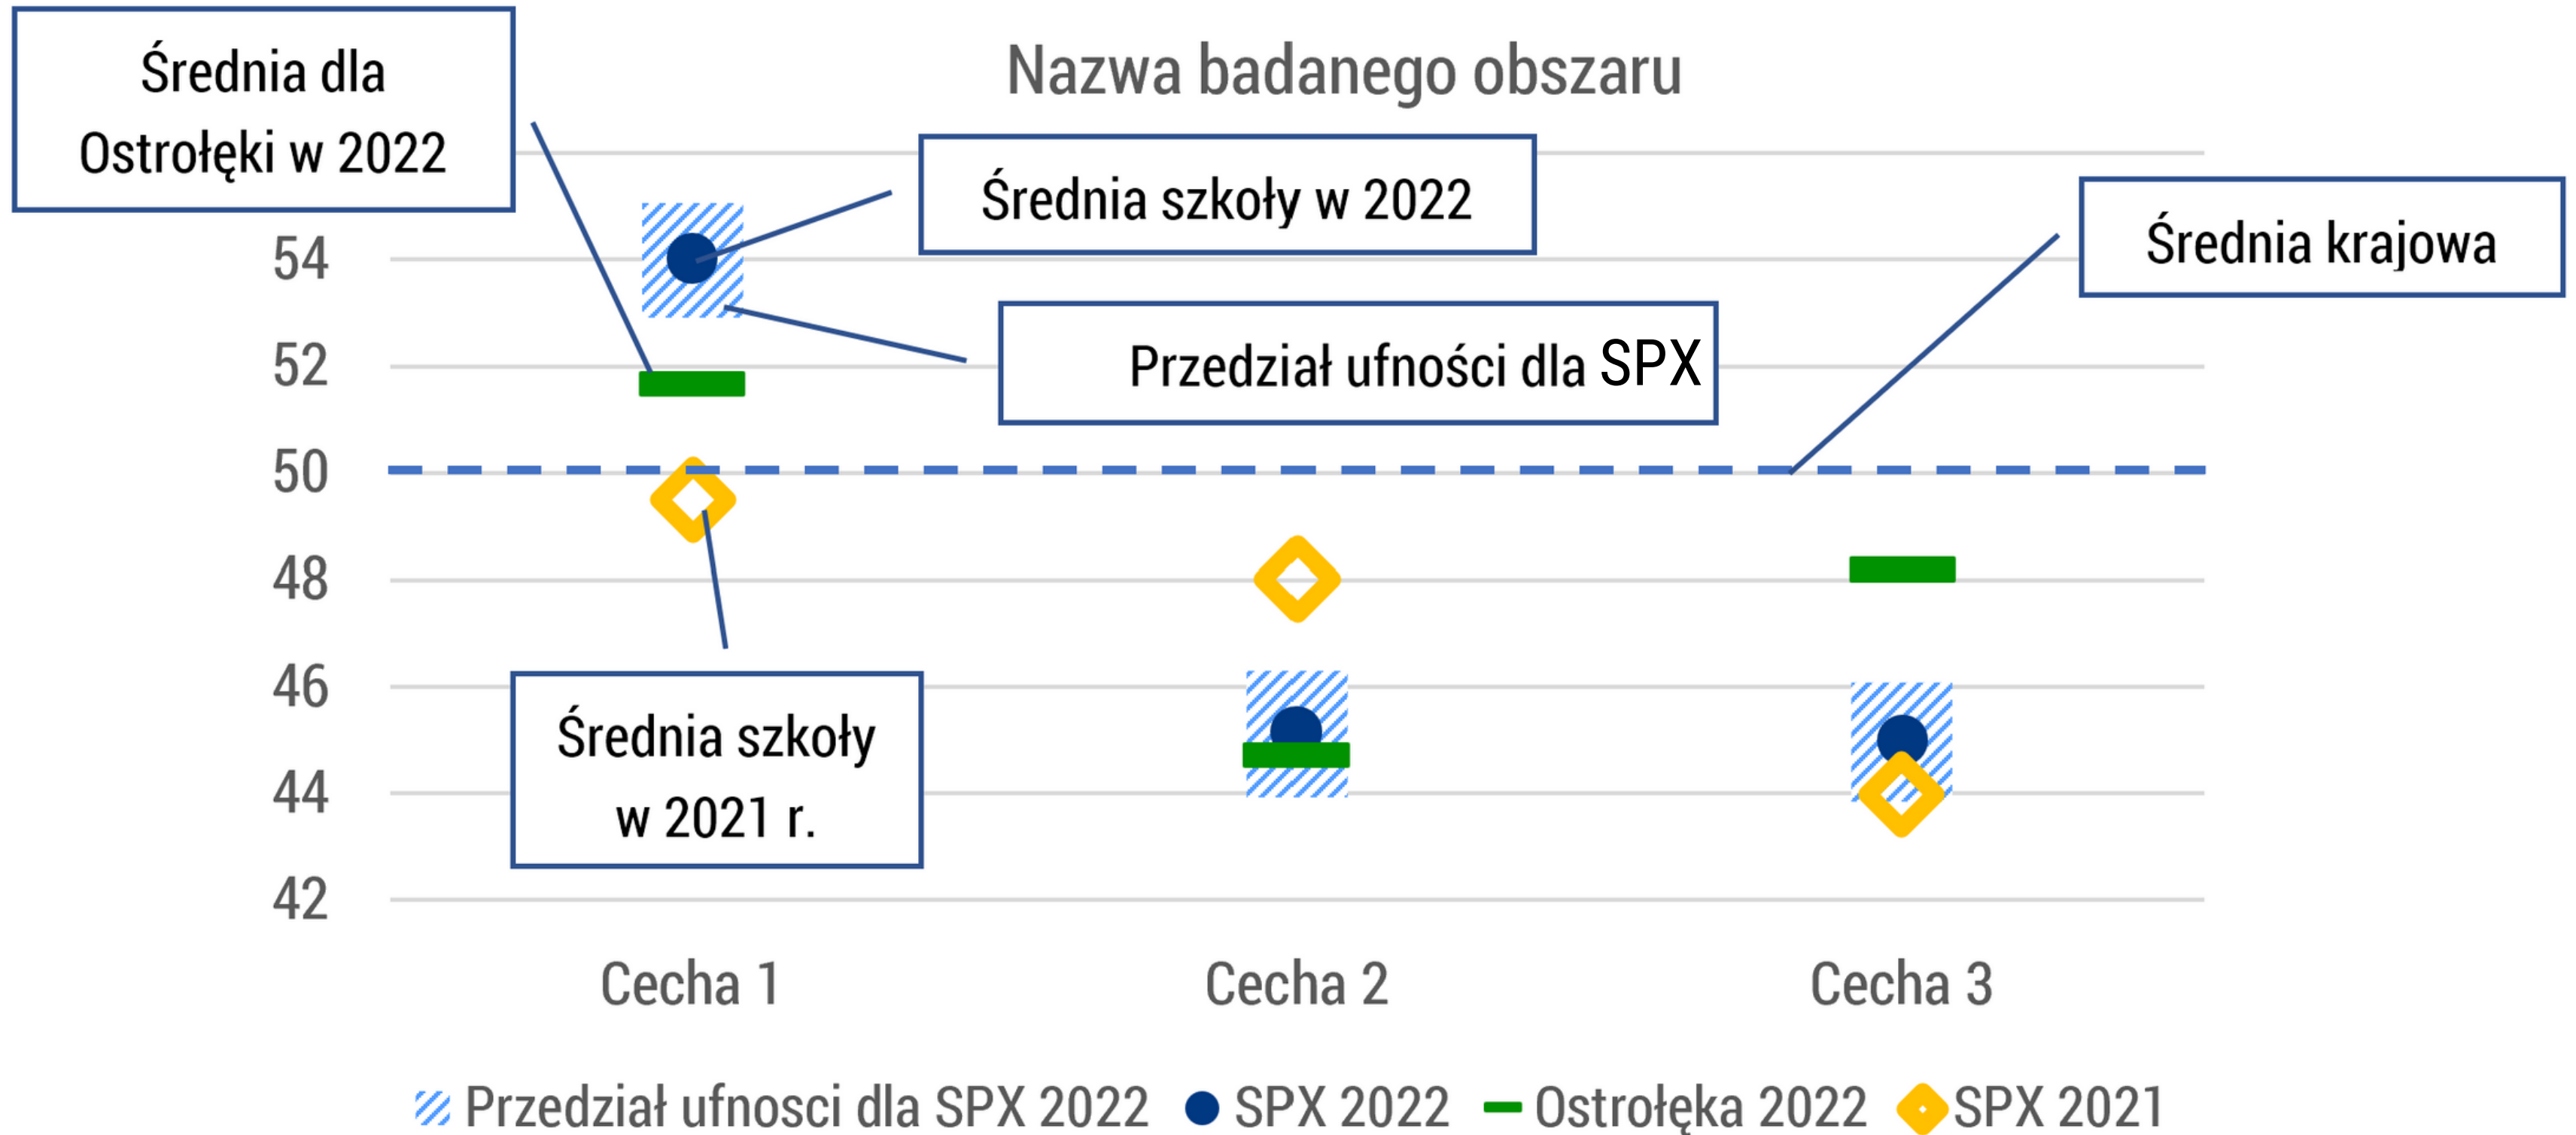 Średnia dla
Ostrołęki w 2022
Nazwa badanego obszaru
Średnia szkoły w 2022
Średnia krajowa
Przedział ufności dla SPX
54
52
50
48
46
44
42
Średnia szkoły
w 2021 r.
Cecha 1
Cecha 2
Cecha 3
Przedział ufnosci dla SPX 2022
SPX 2022
Ostrołęka 2022
SPX 2021